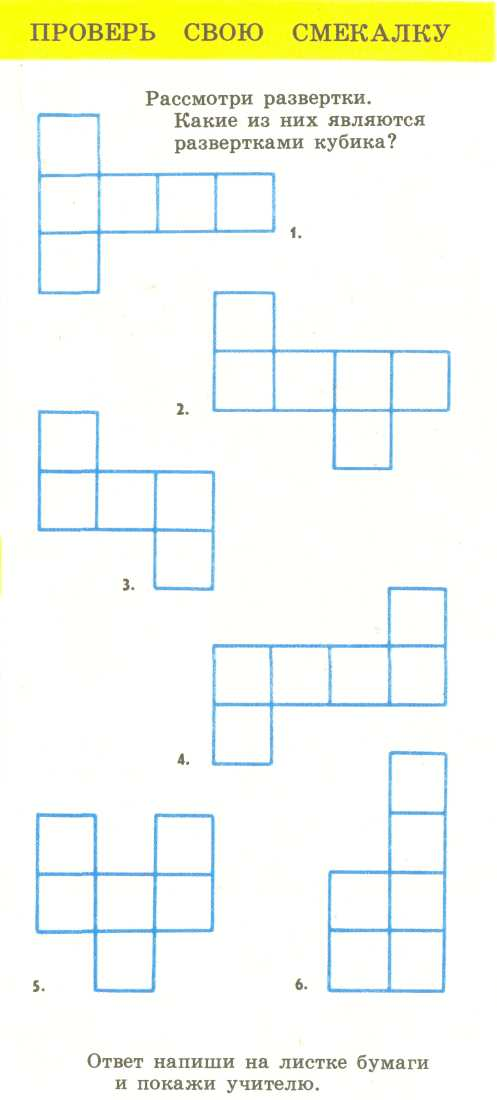 ПРОВЕРЬ СВОЮ СМЕКАЛКУ
Рассмотри развертки.
Какие из них являются
развертками кубика?
1.
2.
3.
4.
5.
6.
Ответ напиши на листке бумаги
и покажи учителю.